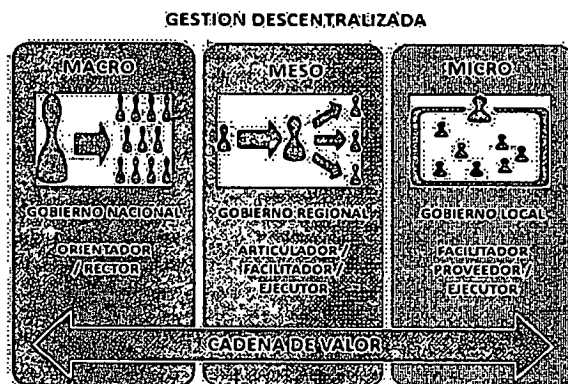 GESTION DESCENTRALIZADA
MACRO
GOBIERNO NACIONAL
ORIENTADOR
/ RECTOR
MESO
GOBIERNO REGIONAL
ARTICULADOR /
FACILITADOR /
EJECUTOR
MICRO
GOBIERNO LOCAL
FACILITADOR
PROVEEDOR /
EJECUTOR
CADENA DE VALOR